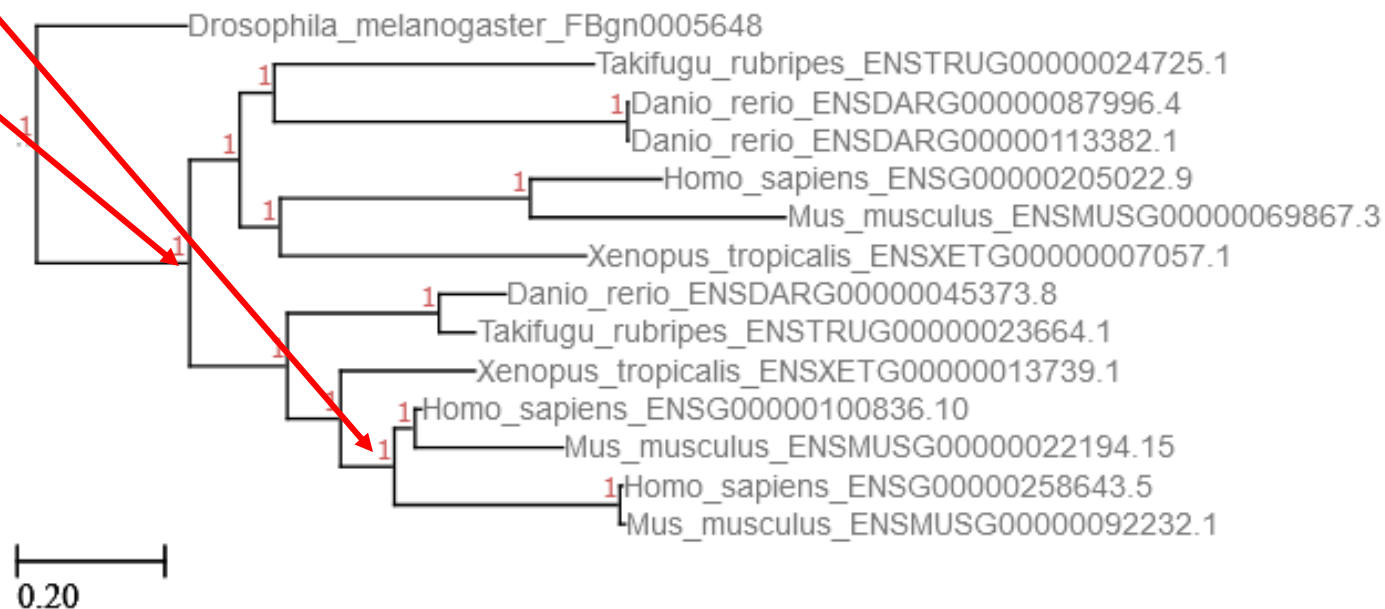 Drosophila_melanogaster_FBgn0005648
1
Takifugu_rubripes_ENSTRUG00000024725.1
1
Danio_rerio_ENSDARG00000087996.4
1
1
Danio_rerio_ENSDARG00000113382.1
1
1
Homo_sapiens_ENSG00000205022.9
1
Mus_musculus_ENSMUSG00000069867.3
1
Xenopus_tropicalis_ENSXETG00000007057.1
1
Danio_rerio_ENSDARG00000045373.8
Takifugu_rubripes_ENSTRUG00000023664.1
1
Xenopus_tropicalis_ENSXETG00000013739.1
1
1
Homo_sapiens_ENSG00000100836.10
1
Mus_musculus_ENSMUSG00000022194.15
1
Homo_sapiens_ENSG00000258643.5
Mus_musculus_ENSMUSG00000092232.1
0.20